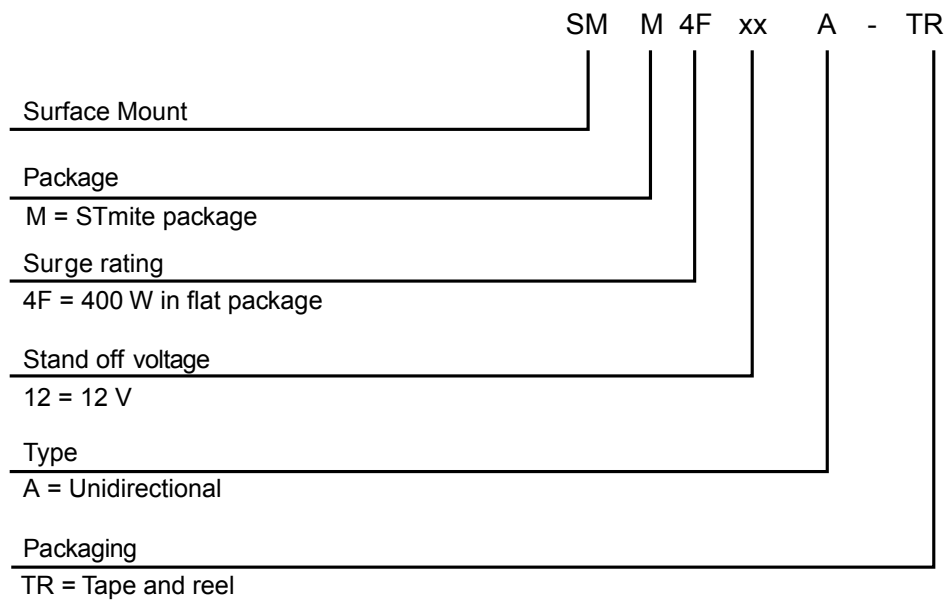 SM M 4F xx A - TR
Surface Mount
Package
M = STmite package
Surge rating
4F = 400 W in flat package
Stand off voltage
12 = 12 V
Type
A = Unidirectional
Packaging
TR = Tape and reel